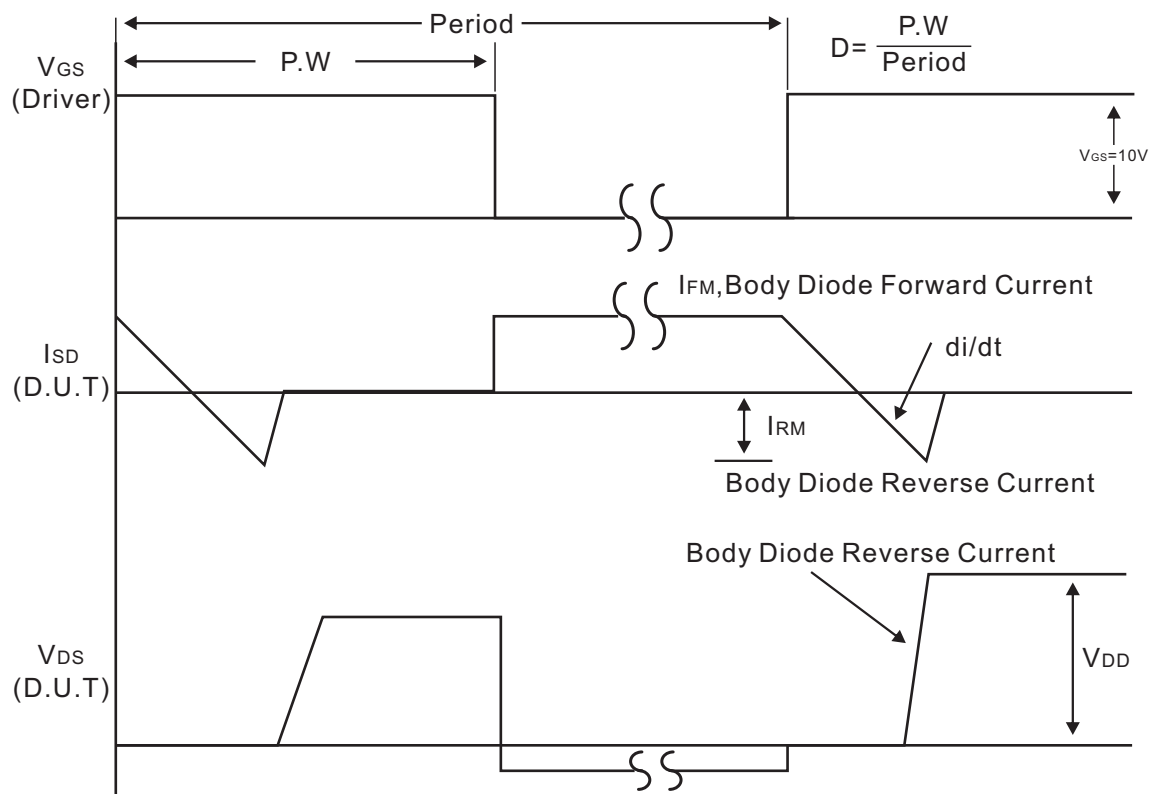 Period
P.W
D= P.W
Period
VGS
(Driver)
VGS=10V
IFM,Body Diode Forward Current
ISD
(D.U.T)
di/dt
IRM
Body Diode Reverse Current
Body Diode Reverse Current
VDS
(D.U.T)
VDD